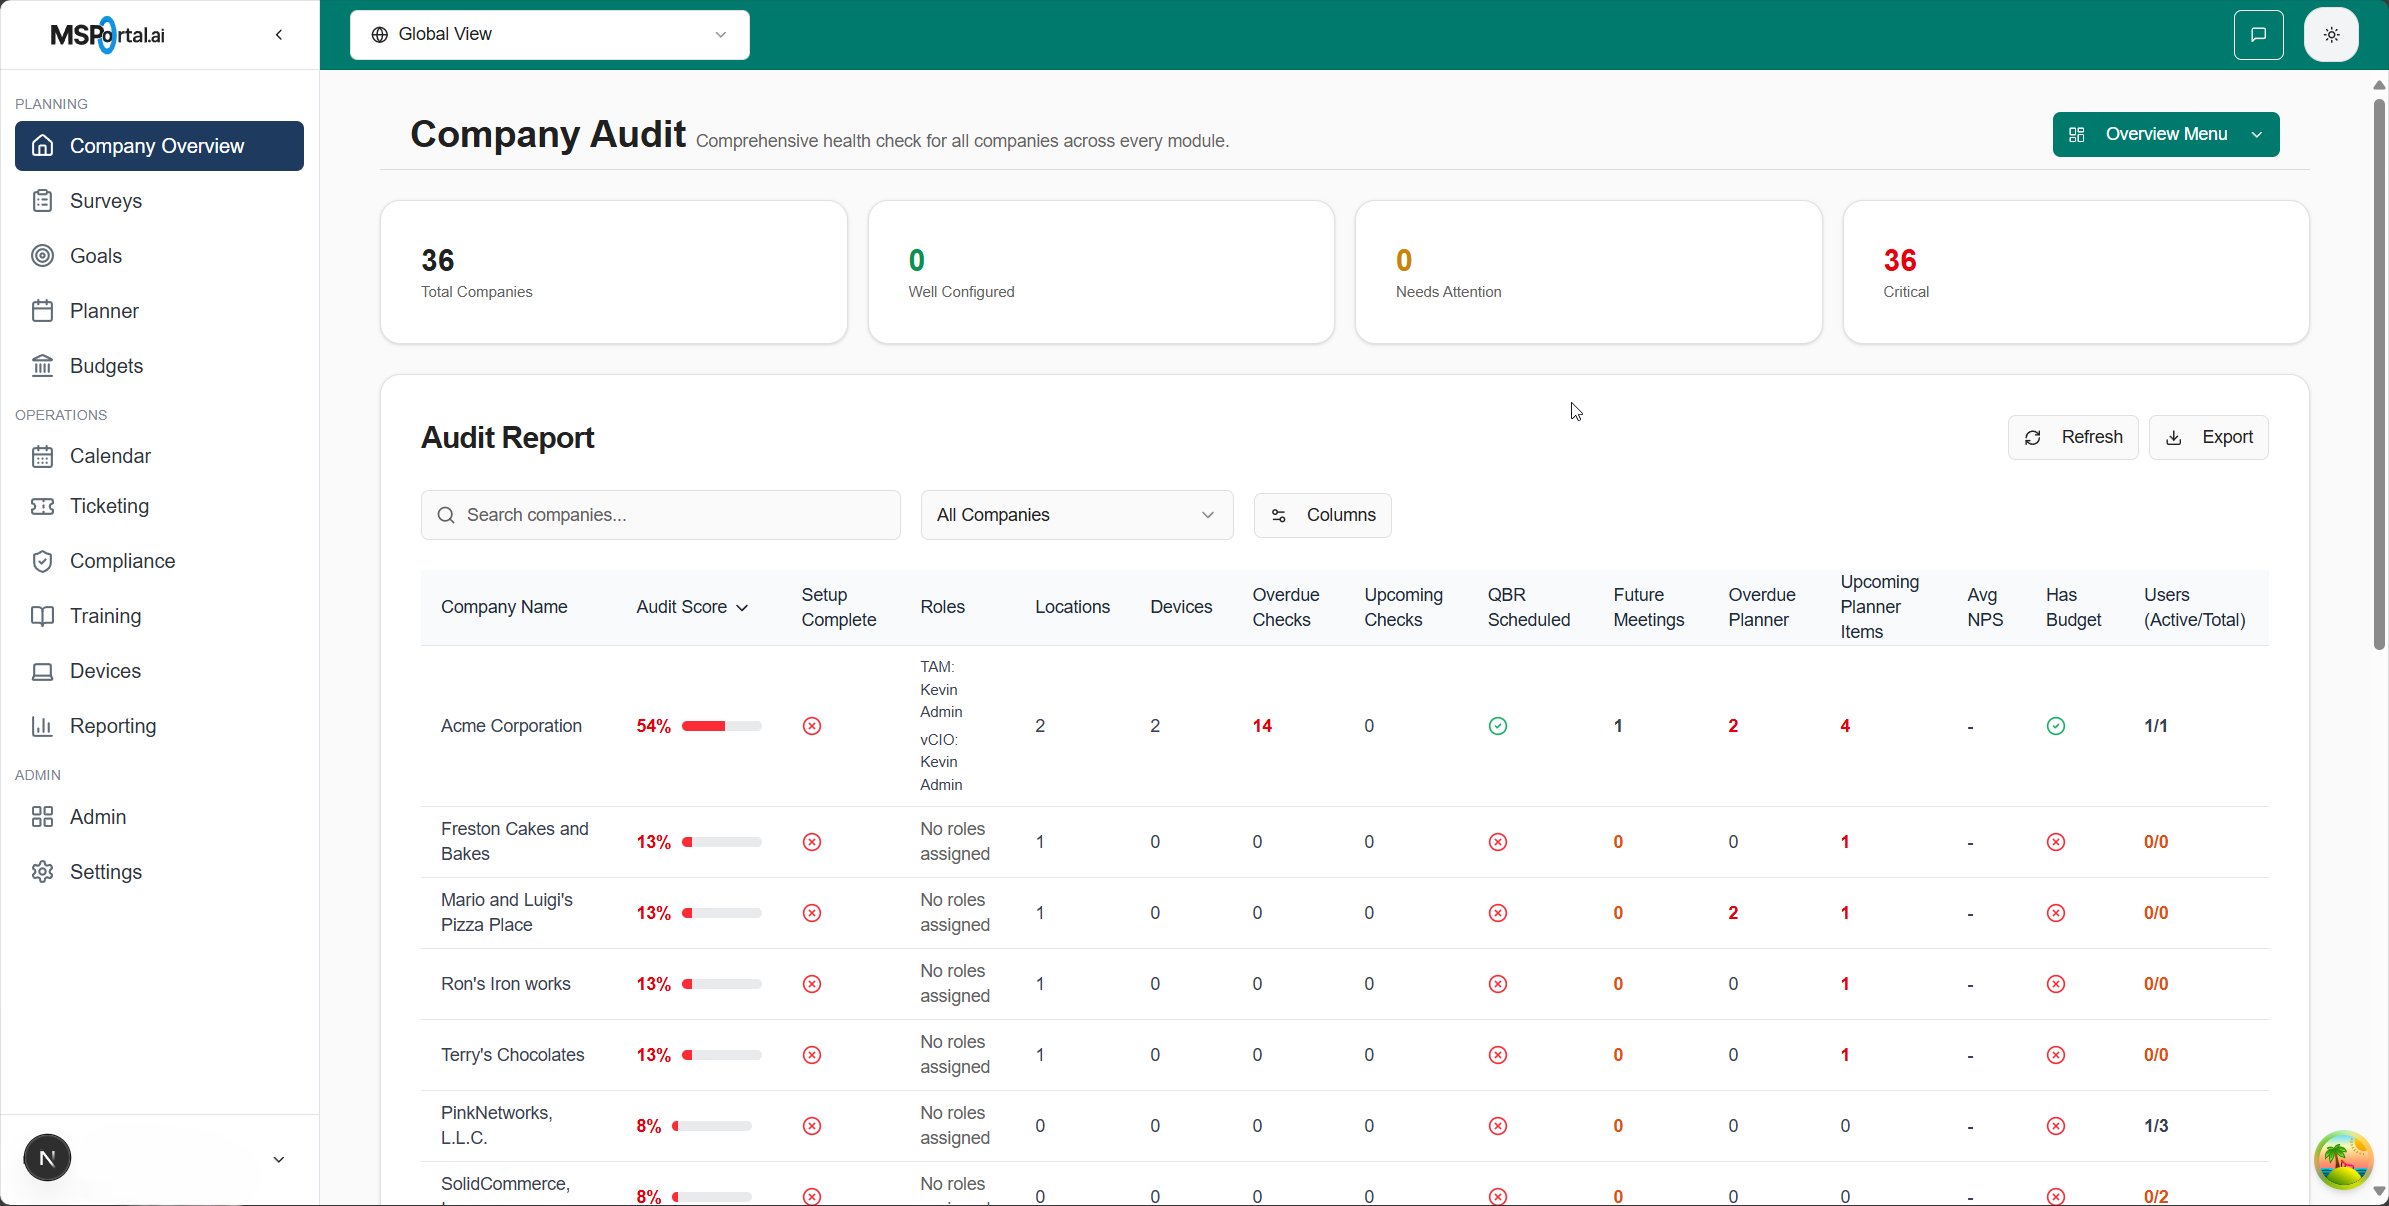 MSPortal.ai
Global View
PLANNING
Company Overview
Surveys
Goals
Planner
Budgets
OPERATIONS
Calendar
Ticketing
Compliance
Training
Devices
Reporting
ADMIN
Admin
Settings
N
Company Audit Comprehensive health check for all companies across every module.
Overview Menu
36
Total Companies
0
Well Configured
0
Needs Attention
36
Critical
Audit Report
Refresh
Export
Search companies...
All Companies
Columns
Company Name
Audit Score
Setup
Complete
Roles
Locations
Devices
Overdue
Checks
Upcoming
Checks
QBR
Scheduled
Future
Meetings
Overdue
Planner
Upcoming
Planner
Items
Avg
NPS
Has
Budget
Users
(Active/Total)
Acme Corporation
54%
TAM:
Kevin
Admin
vCIO:
Kevin
Admin
2
2
14
0
1
2
4
-
1/1
Freston Cakes and
Bakes
13%
No roles
assigned
1
0
0
0
0
0
1
-
0/0
Mario and Luigi's
Pizza Place
13%
No roles
assigned
1
0
0
0
0
2
1
-
0/0
Ron's Iron works
13%
No roles
assigned
1
0
0
0
0
0
1
-
0/0
Terry's Chocolates
13%
No roles
assigned
1
0
0
0
0
0
1
-
0/0
PinkNetworks,
L.L.C.
8%
No roles
assigned
0
0
0
0
0
0
0
-
1/3
SolidCommerce,
8%
No roles
0
0
0
0
0
0
0
-
0/2